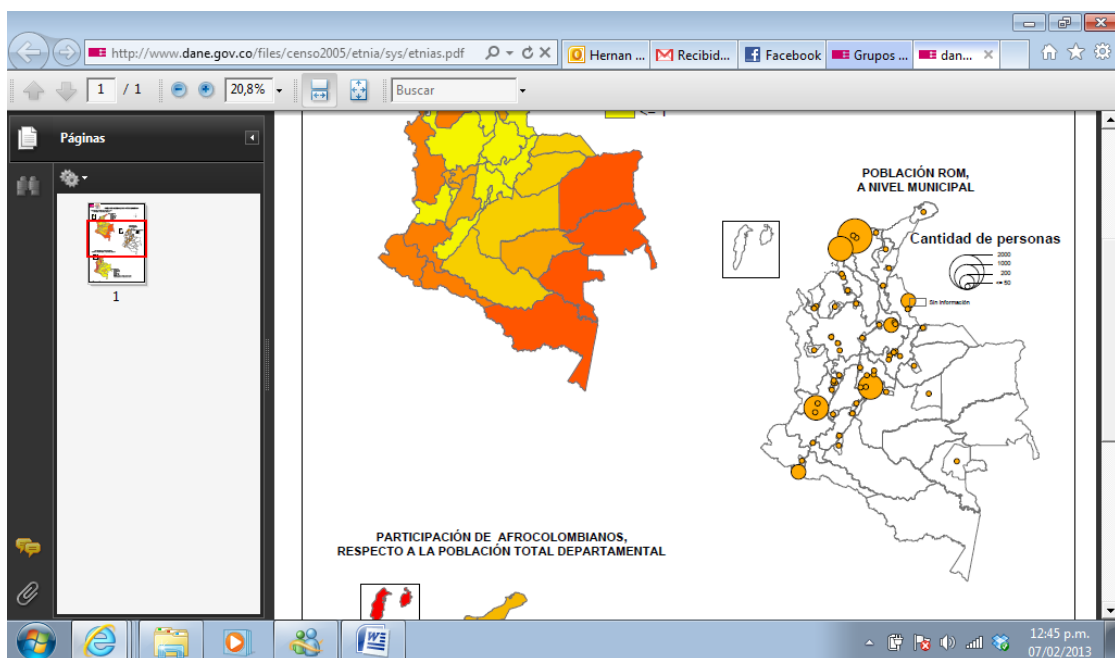 http://www.dane.gov.co/files/censo2005/etnia/sys/etnias.pdf
Hernan ...
Recibid...
Facebook
Grupos ...
dan...
1 / 1
20,8%
Buscar
Páginas
1
POBLACIÓN ROM,
A NIVEL MUNICIPAL
Cantidad de personas
2000
1000
200
<= 50
Sin información
PARTICIPACIÓN DE AFROCOLOMBIANOS,
RESPECTO A LA POBLACIÓN TOTAL DEPARTAMENTAL
12:45 p.m.
07/02/2013